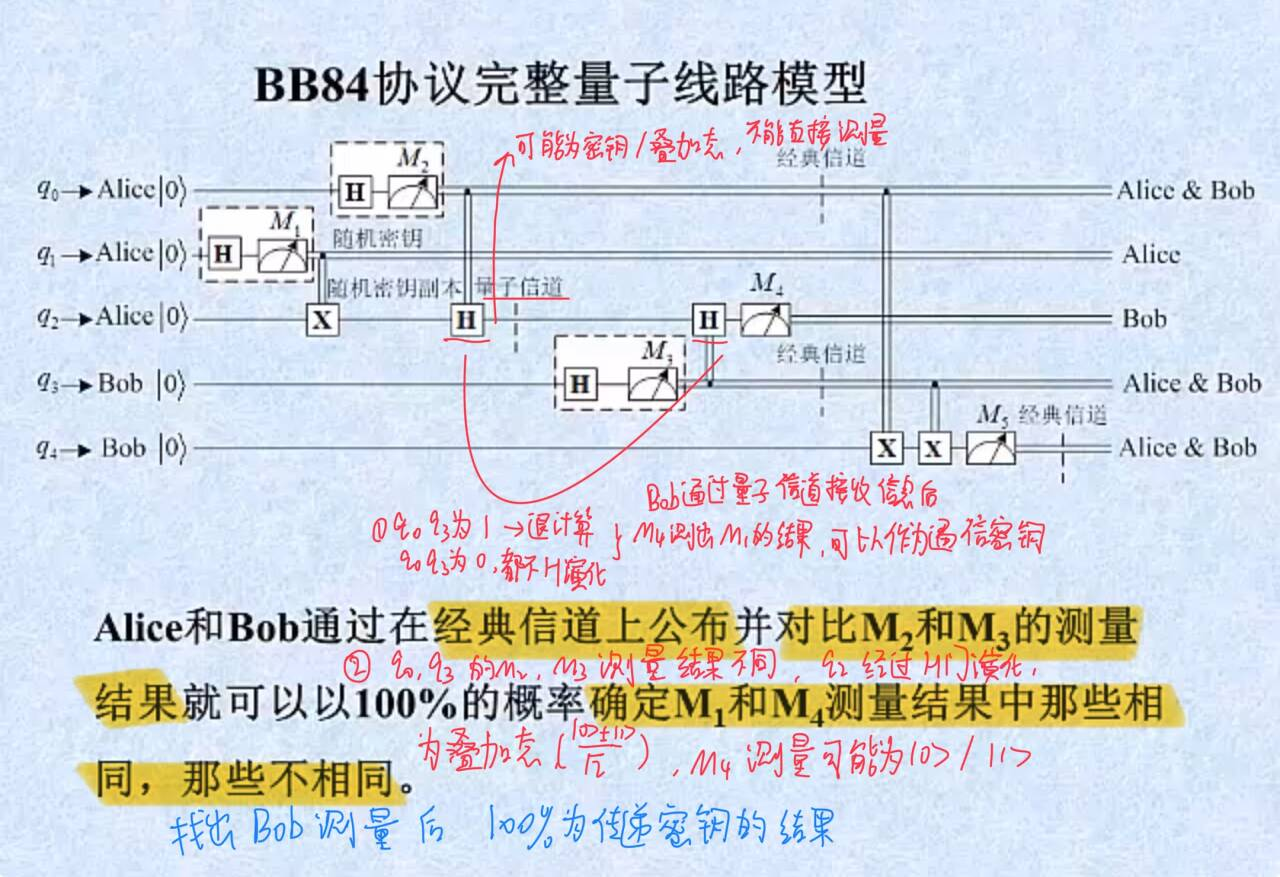 BB84协议完整量子线路模型
可能为密钥/叠加态，不能直接测量
经典信道
M₂
q₀ Alice |0⟩ H Alice & Bob
M₁ 随机密钥
q₁ Alice |0⟩ H Alice
随机密钥副本 量子信道 M₄
q₂ Alice |0⟩ X H H Bob
M₃ 经典信道
q₃ Bob |0⟩ H Alice & Bob
M₅ 经典信道
q₄ Bob |0⟩ X X Alice & Bob
Bob通过量子信道接收信息后
①q₀q₃为1→退计算 } M₄测出M₁的结果，可以作为通信密钥
q₀q₃为0，都不H演化
Alice和Bob通过在经典信道上公布并对比M₂和M₃的测量
② q₀，q₃的M₂，M₃测量结果不同，q₂经过H门演化，
结果就可以以100%的概率确定M₁和M₄测量结果中那些相
为叠加态(|0>±|1>/√2)，M₄测量可能为|0>/|1>
同，那些不相同。
找出Bob测量后 100%为传递密钥的结果